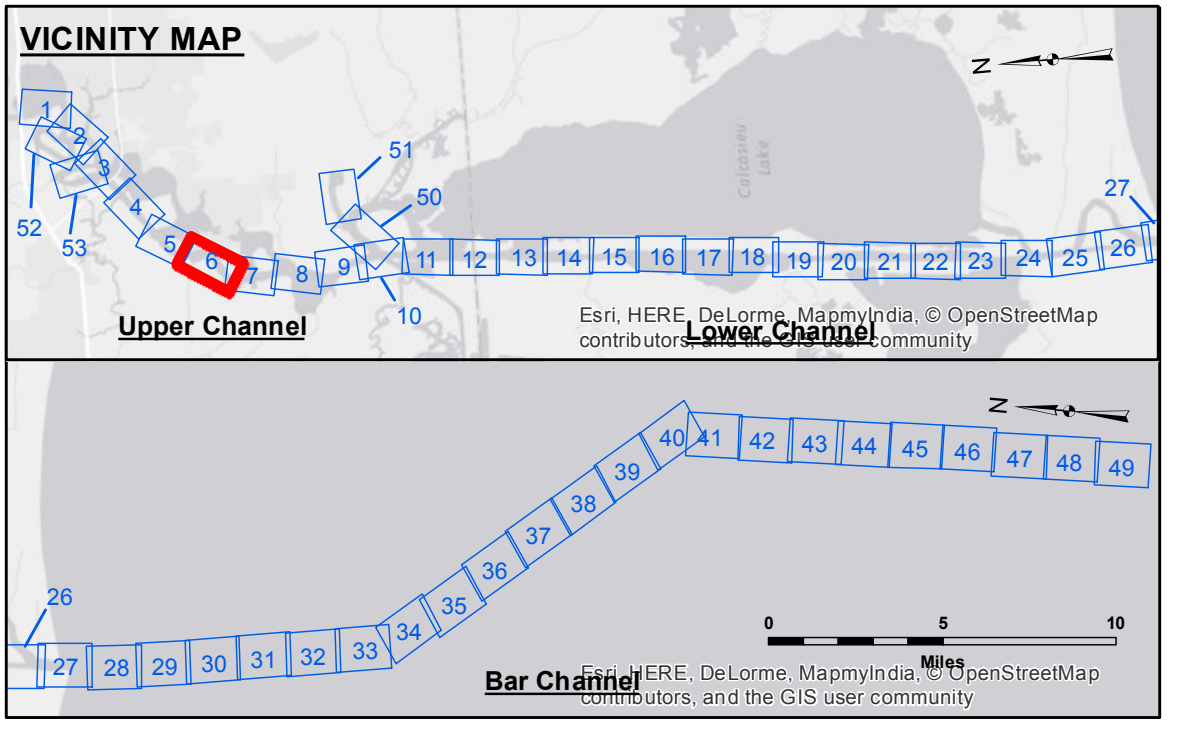 VICINITY MAP
N
1
2
3
4
5
6
7
8
9
52
53
51
50
10
11 12 13 14 15 16 17 18 19 20 21 22 23 24 25 26
27
Calcasieu
Lake
Upper Channel
Lower Channel
Esri, HERE, DeLorme, MapmyIndia, © OpenStreetMap
contributors, and the GIS user community
N
26
27 28 29 30 31 32 33 34 35 36 37 38 39 40 41 42 43 44 45 46 47 48 49
0 5 10
Miles
Bar Channel
Esri, HERE, DeLorme, MapmyIndia, © OpenStreetMap
contributors, and the GIS user community